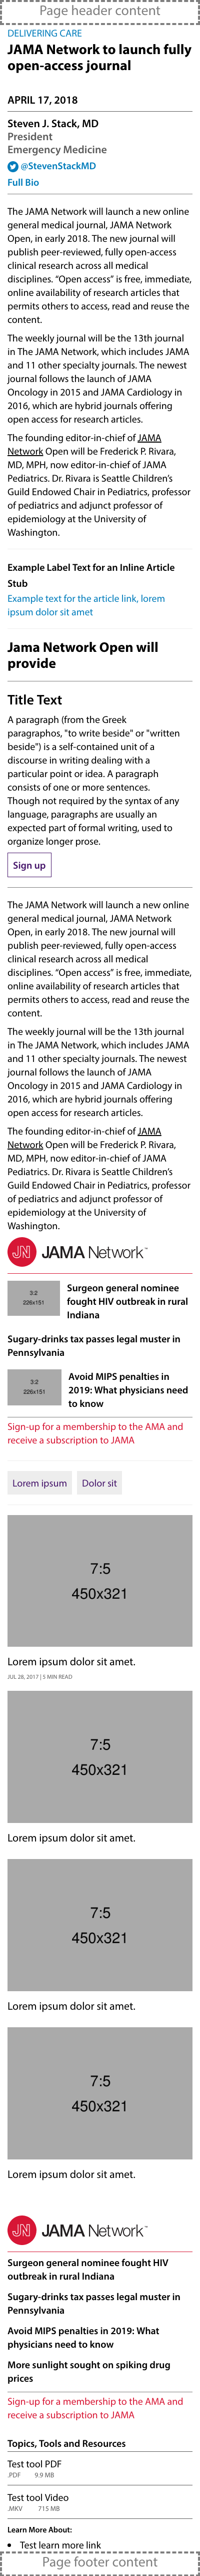 Page header content
DELIVERING CARE
JAMA Network to launch fully
open-access journal
APRIL 17, 2018
Steven J. Stack, MD
President
Emergency Medicine
@StevenStackMD
Full Bio
The JAMA Network will launch a new online
general medical journal, JAMA Network
Open, in early 2018. The new journal will
publish peer-reviewed, fully open-access
clinical research across all medical
disciplines. "Open access" is free, immediate,
online availability of research articles that
permits others to access, read and reuse the
content.
The weekly journal will be the 13th journal
in The JAMA Network, which includes JAMA
and 11 other specialty journals. The newest
journal follows the launch of JAMA
Oncology in 2015 and JAMA Cardiology in
2016, which are hybrid journals offering
open access for research articles.
The founding editor-in-chief of JAMA
Network Open will be Frederick P. Rivara,
MD, MPH, now editor-in-chief of JAMA
Pediatrics. Dr. Rivara is Seattle Children's
Guild Endowed Chair in Pediatrics, professor
of pediatrics and adjunct professor of
epidemiology at the University of
Washington.
Example Label Text for an Inline Article
Stub
Example text for the article link, lorem
ipsum dolor sit amet
Jama Network Open will
provide
Title Text
A paragraph (from the Greek
paragraphos, "to write beside" or "written
beside") is a self-contained unit of a
discourse in writing dealing with a
particular point or idea. A paragraph
consists of one or more sentences.
Though not required by the syntax of any
language, paragraphs are usually an
expected part of formal writing, used to
organize longer prose.
Sign up
The JAMA Network will launch a new online
general medical journal, JAMA Network
Open, in early 2018. The new journal will
publish peer-reviewed, fully open-access
clinical research across all medical
disciplines. "Open access" is free, immediate,
online availability of research articles that
permits others to access, read and reuse the
content.
The weekly journal will be the 13th journal
in The JAMA Network, which includes JAMA
and 11 other specialty journals. The newest
journal follows the launch of JAMA
Oncology in 2015 and JAMA Cardiology in
2016, which are hybrid journals offering
open access for research articles.
The founding editor-in-chief of JAMA
Network Open will be Frederick P. Rivara,
MD, MPH, now editor-in-chief of JAMA
Pediatrics. Dr. Rivara is Seattle Children's
Guild Endowed Chair in Pediatrics, professor
of pediatrics and adjunct professor of
epidemiology at the University of
Washington.
JN JAMA Network™
3:2
226x151
Surgeon general nominee
fought HIV outbreak in rural
Indiana
Sugary-drinks tax passes legal muster in
Pennsylvania
3:2
226x151
Avoid MIPS penalties in
2019: What physicians need
to know
Sign-up for a membership to the AMA and
receive a subscription to JAMA
Lorem ipsum Dolor sit
7:5
450x321
Lorem ipsum dolor sit amet.
JUL 28, 2017 | 5 MIN READ
7:5
450x321
Lorem ipsum dolor sit amet.
7:5
450x321
Lorem ipsum dolor sit amet.
7:5
450x321
Lorem ipsum dolor sit amet.
JN JAMA Network™
Surgeon general nominee fought HIV
outbreak in rural Indiana
Sugary-drinks tax passes legal muster in
Pennsylvania
Avoid MIPS penalties in 2019: What
physicians need to know
More sunlight sought on spiking drug
prices
Sign-up for a membership to the AMA and
receive a subscription to JAMA
Topics, Tools and Resources
Test tool PDF
.PDF 9.9 MB
Test tool Video
.MKV 715 MB
Learn More About:
• Test learn more link
Page footer content